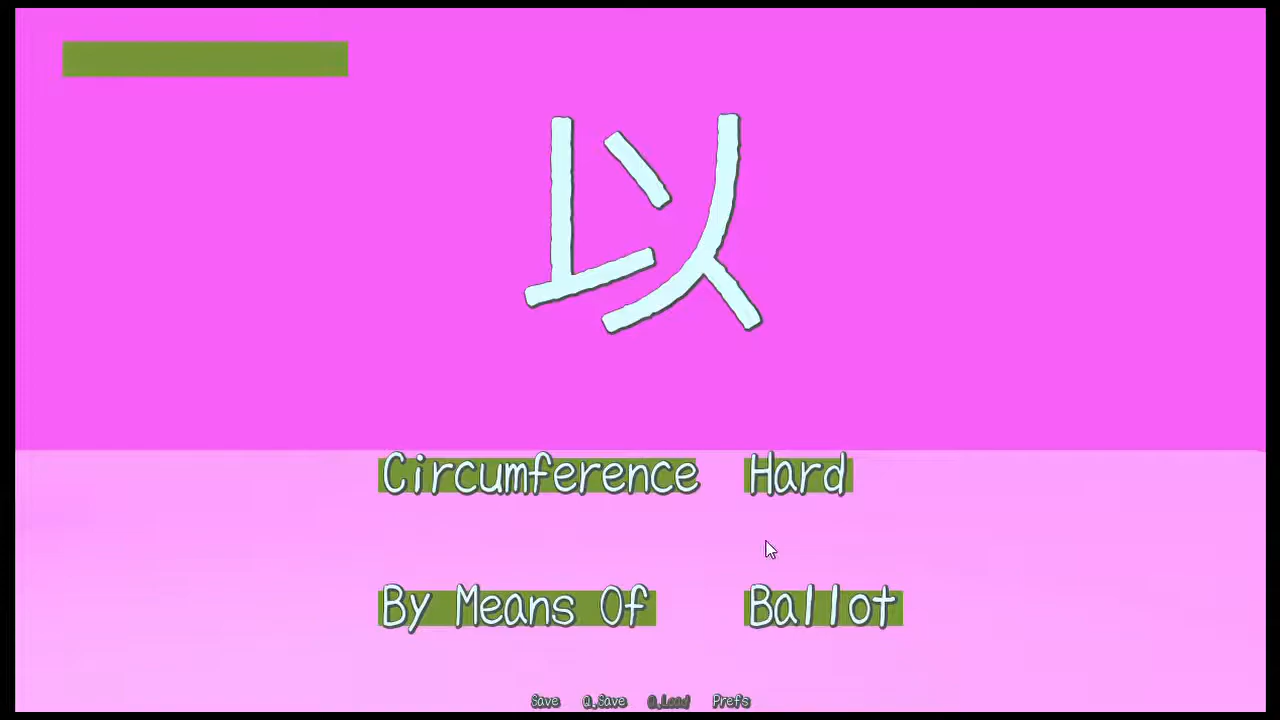 以
Circumference Hard
By Means Of Ballot
Save Q.Save Q.Load Prefs